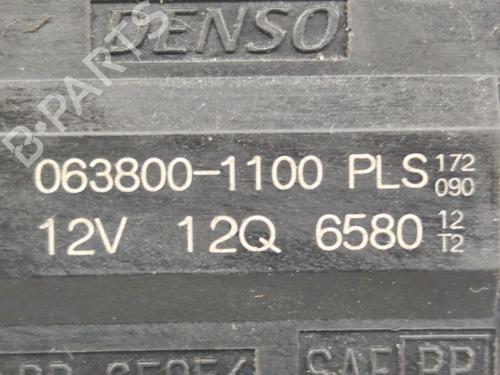 DENSO
B-PARTS
063800-1100 PLS 172 090
12V 12Q 6580 12 T2